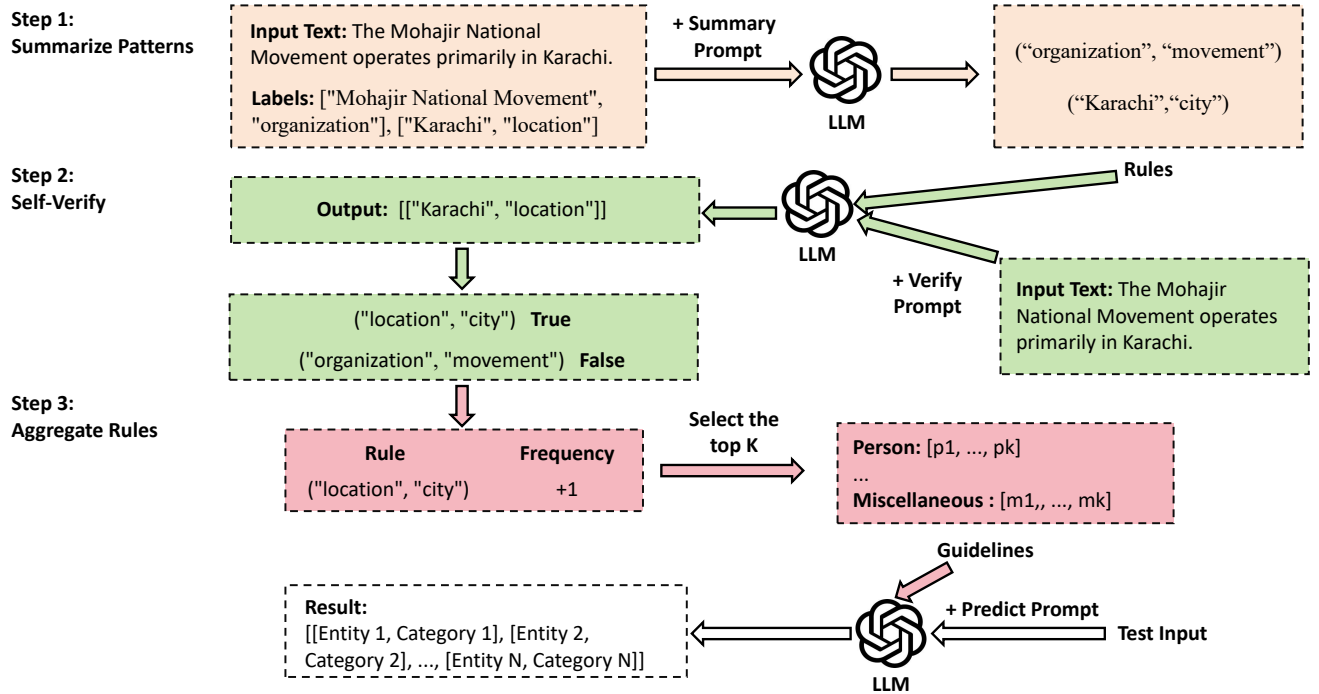 Step 1:
Summarize Patterns
Input Text: The Mohajir National
Movement operates primarily in Karachi.
Labels: ["Mohajir National Movement",
"organization"], ["Karachi", "location"]
+ Summary
Prompt
LLM
(“organization”, “movement”)
(“Karachi”,“city”)
Step 2:
Self-Verify
Output: [["Karachi", "location"]]
LLM
Rules
+ Verify
Prompt
Input Text: The Mohajir
National Movement operates
primarily in Karachi.
("location", "city") True
("organization", "movement") False
Step 3:
Aggregate Rules
Rule Frequency
("location", "city") +1
Select the
top K
Person: [p1, ..., pk]
...
Miscellaneous : [m1,, ..., mk]
Guidelines
+ Predict Prompt
Test Input
LLM
Result:
[[Entity 1, Category 1], [Entity 2,
Category 2], ..., [Entity N, Category N]]